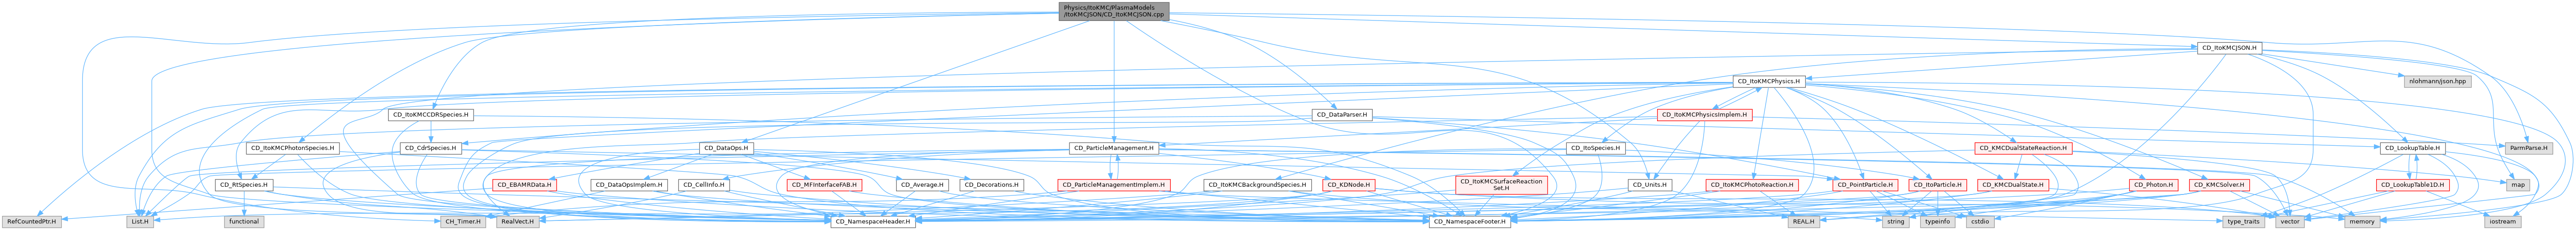 Physics/ItoKMC/PlasmaModels
/ItoKMCJSON/CD_ItoKMCJSON.cpp
CD_ItoKMCJSON.H
CD_ItoKMCPhysics.H
nlohmann/json.hpp
CD_ItoKMCCDRSpecies.H
CD_DataParser.H
CD_ItoKMCPhysicsImplem.H
CD_ItoKMCPhotonSpecies.H
CD_CdrSpecies.H
CD_DataOps.H
CD_ParticleManagement.H
CD_ItoSpecies.H
CD_KMCDualStateReaction.H
CD_LookupTable.H
ParmParse.H
CD_RtSpecies.H
CD_EBAMRData.H
CD_DataOpsImplem.H
CD_CellInfo.H
CD_MFInterfaceFAB.H
CD_Average.H
CD_Decorations.H
CD_ParticleManagementImplem.H
CD_ItoKMCBackgroundSpecies.H
CD_KDNode.H
CD_ItoKMCSurfaceReaction
Set.H
CD_Units.H
CD_ItoKMCPhotoReaction.H
CD_PointParticle.H
CD_ItoParticle.H
CD_KMCDualState.H
CD_Photon.H
CD_KMCSolver.H
map
CD_LookupTable1D.H
RefCountedPtr.H
List.H
functional
CH_Timer.H
RealVect.H
CD_NamespaceHeader.H
CD_NamespaceFooter.H
REAL.H
string
typeinfo
cstdio
type_traits
vector
memory
iostream